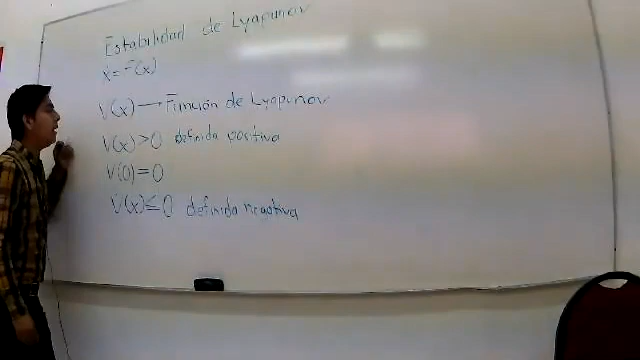 Estabilidad de Lyapunov
ẋ = F(x)
V(x) → Función de Lyapunov
V(x) > 0 definida positiva
V(0) = 0
V̇(x) ≤ 0 definida negativa